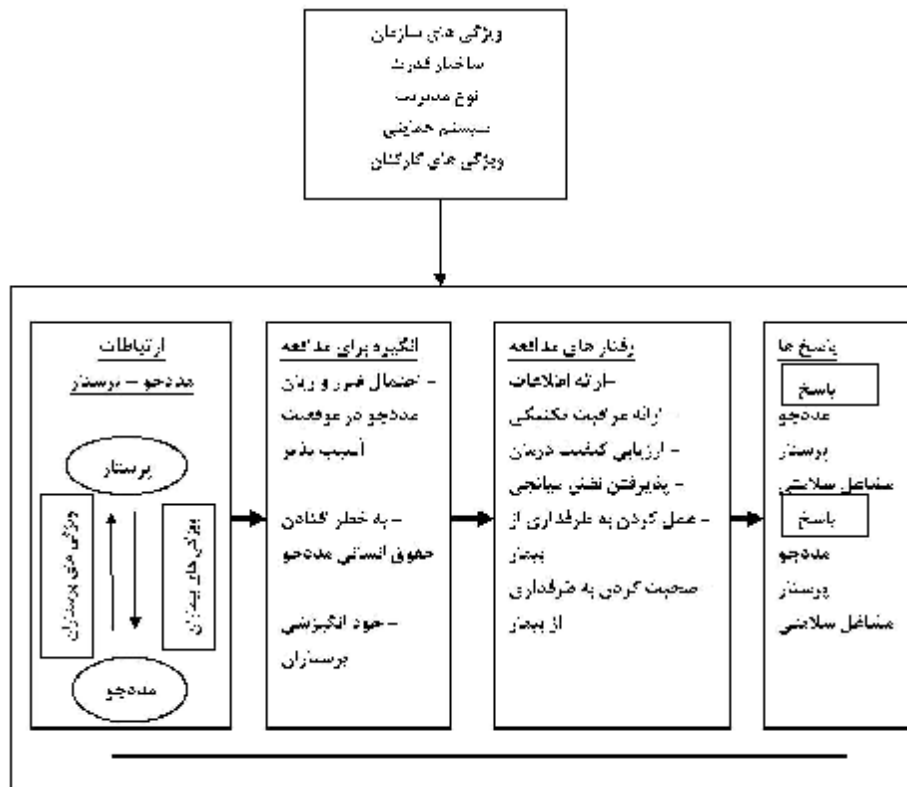 ویژگی های سازمان
ساختار قدرت
نوع مدیریت
سیستم حمایتی
ویژگی های کارکنان
ارتباطات
مددجو – پرستار
پرستار
ویژگی های پرستاران
ویژگی های بیماران
مددجو
انگیزه برای مدافعه
– احتمال ضرر و زیان
مددجو در موقعیت
آسیب پذیر
– به خطر افتادن
حقوق انسانی مددجو
– خود انگیزشی
پرستاران
رفتار های مدافعه
–ارائه اطلاعات
– ارائه مراقبت تکنیکی
– ارزیابی کیفیت درمان
– پذیرفتن نقش میانجی
– عمل کردن به طرفداری از
بیمار
صحبت کردن به طرفداری
از بیمار
پاسخ ها
پاسخ
مددجو
پرستار
مشاغل سلامتی
پاسخ
مددجو
پرستار
مشاغل سلامتی